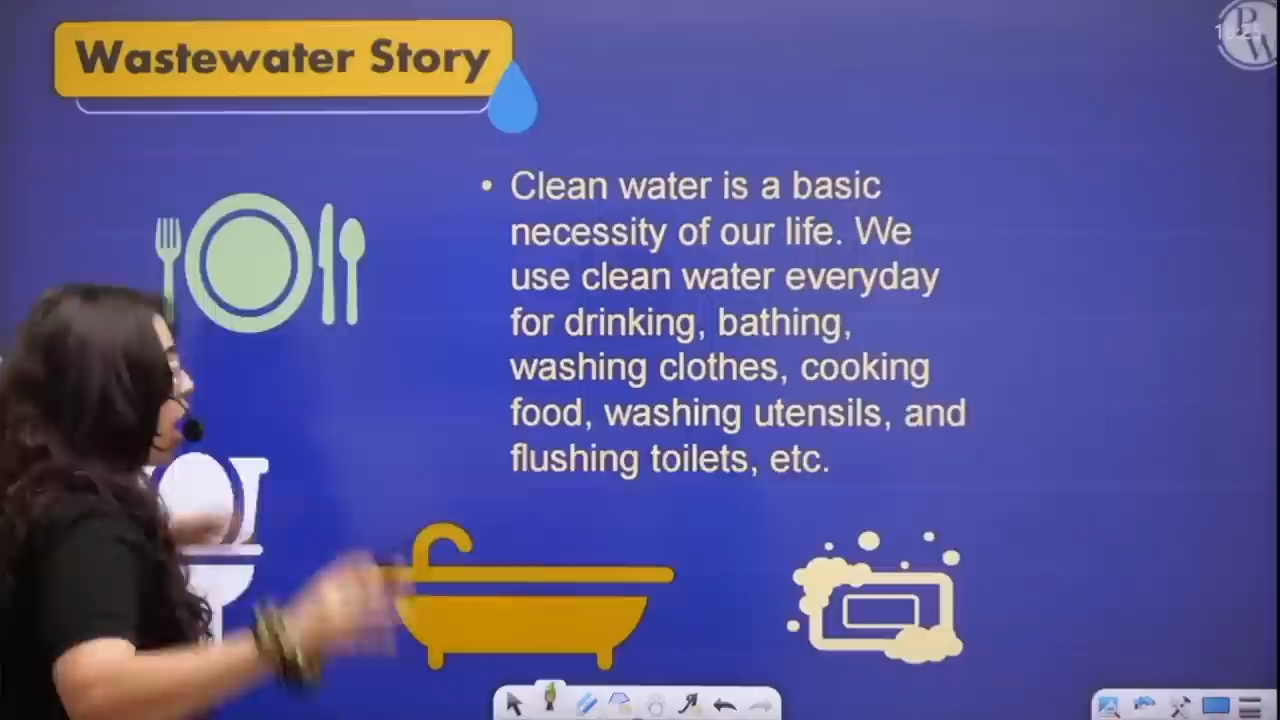 Wastewater Story
• Clean water is a basic
necessity of our life. We
use clean water everyday
for drinking, bathing,
washing clothes, cooking
food, washing utensils, and
flushing toilets, etc.
PW